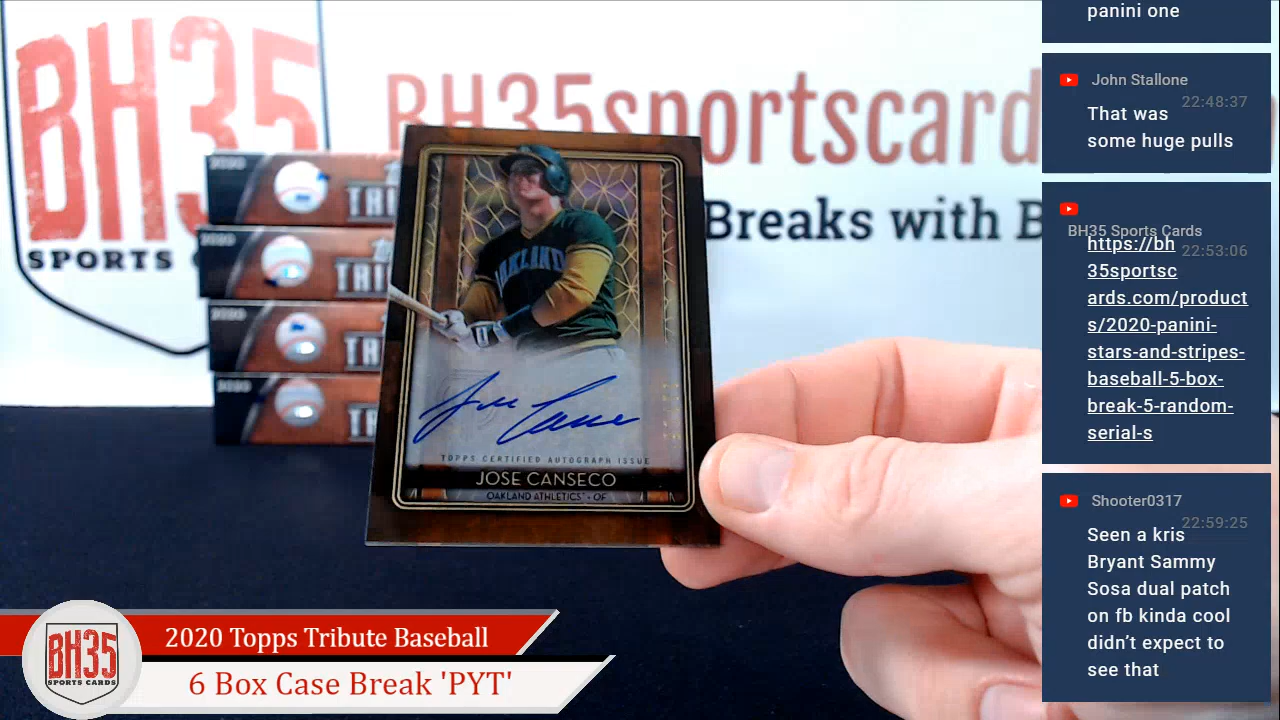 BH35
SPORTS
BH35sportscard
Breaks with B
2020
TRI
2020
TRI
2020
TRI
2020
TRI
OAKLAND
TOPPS CERTIFIED AUTOGRAPH ISSUE
JOSE CANSECO
OAKLAND ATHLETICS • OF
BH35
SPORTS CARDS
2020 Topps Tribute Baseball
6 Box Case Break 'PYT'
panini one
John Stallone
22:48:37
That was
some huge pulls
BH35 Sports Cards
22:53:06
https://bh
35sportsc
ards.com/product
s/2020-panini-
stars-and-stripes-
baseball-5-box-
break-5-random-
serial-s
Shooter0317
22:59:25
Seen a kris
Bryant Sammy
Sosa dual patch
on fb kinda cool
didn't expect to
see that